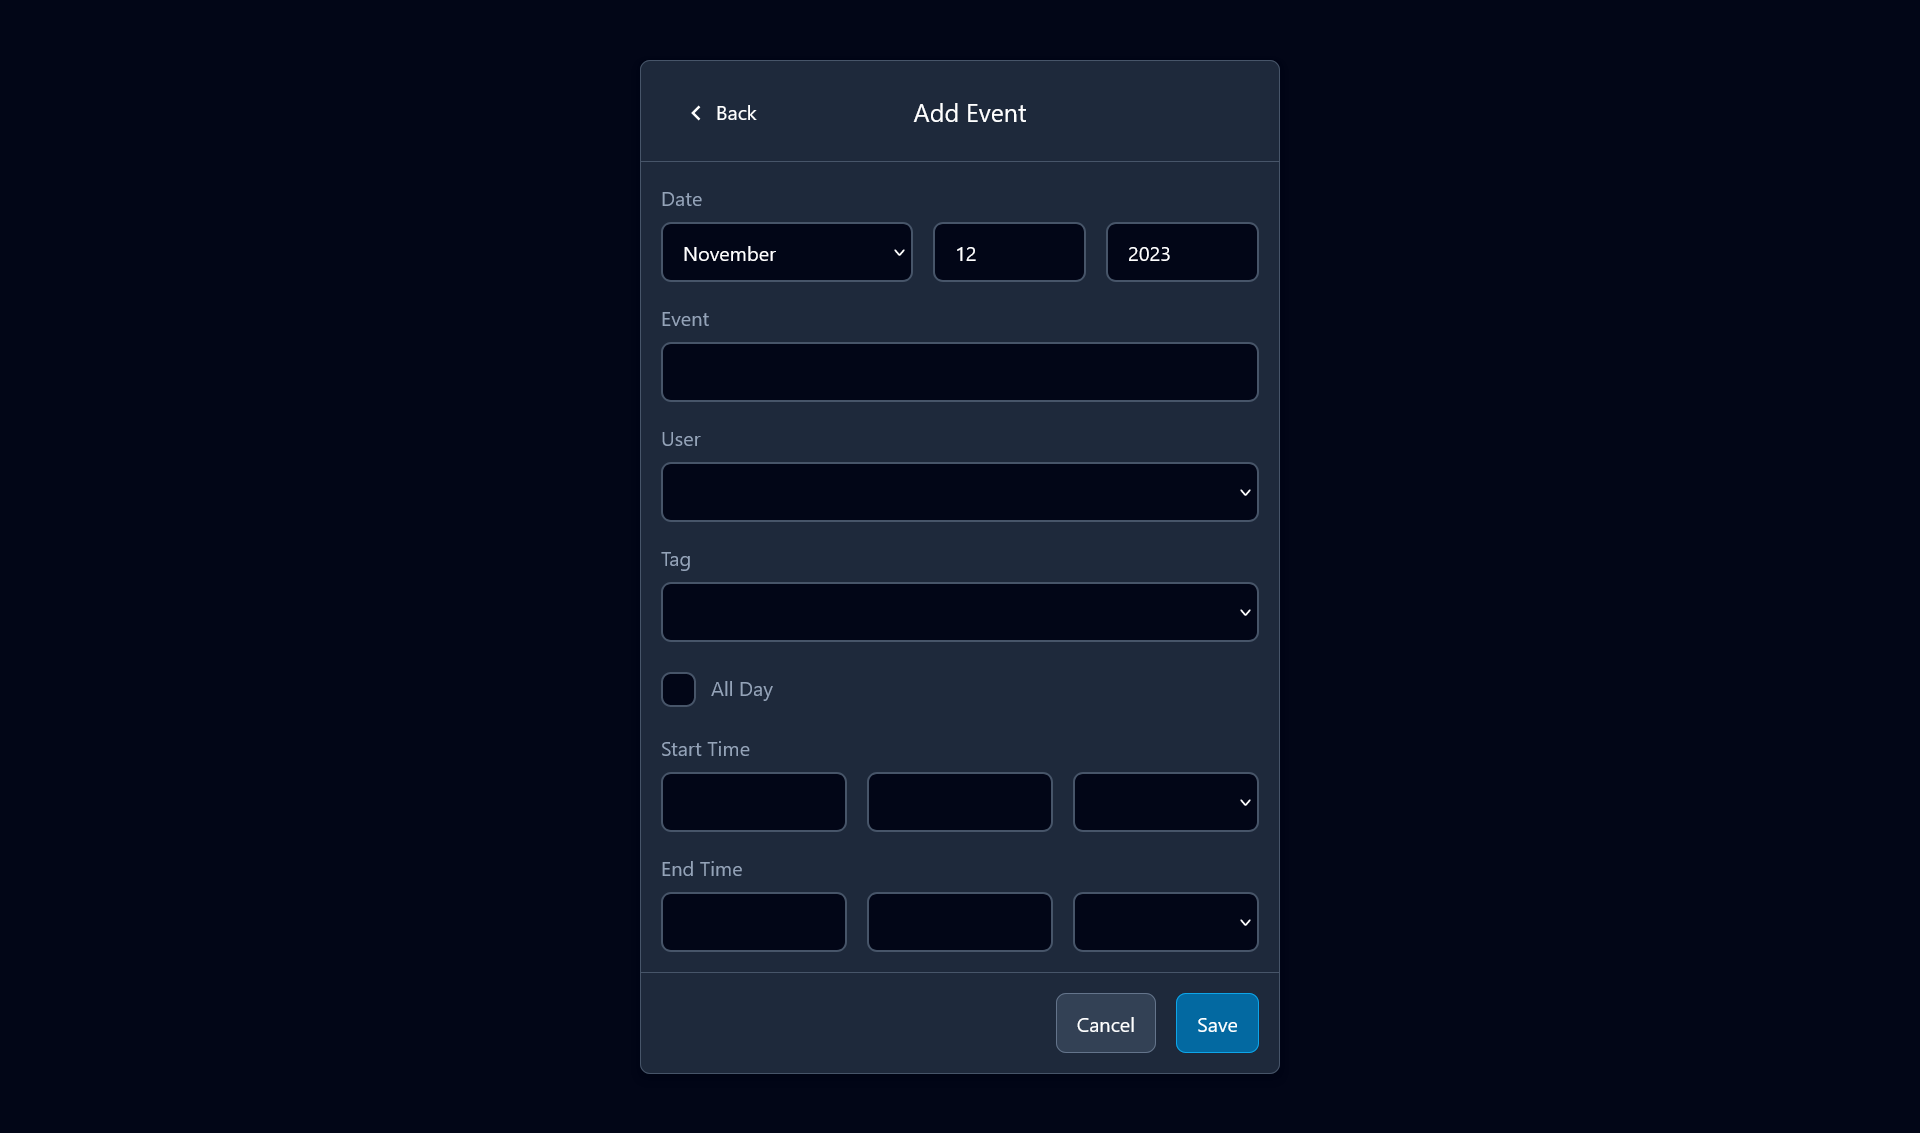 Back
Add Event
Date
November 12 2023
Event
User
Tag
All Day
Start Time
End Time
Cancel Save